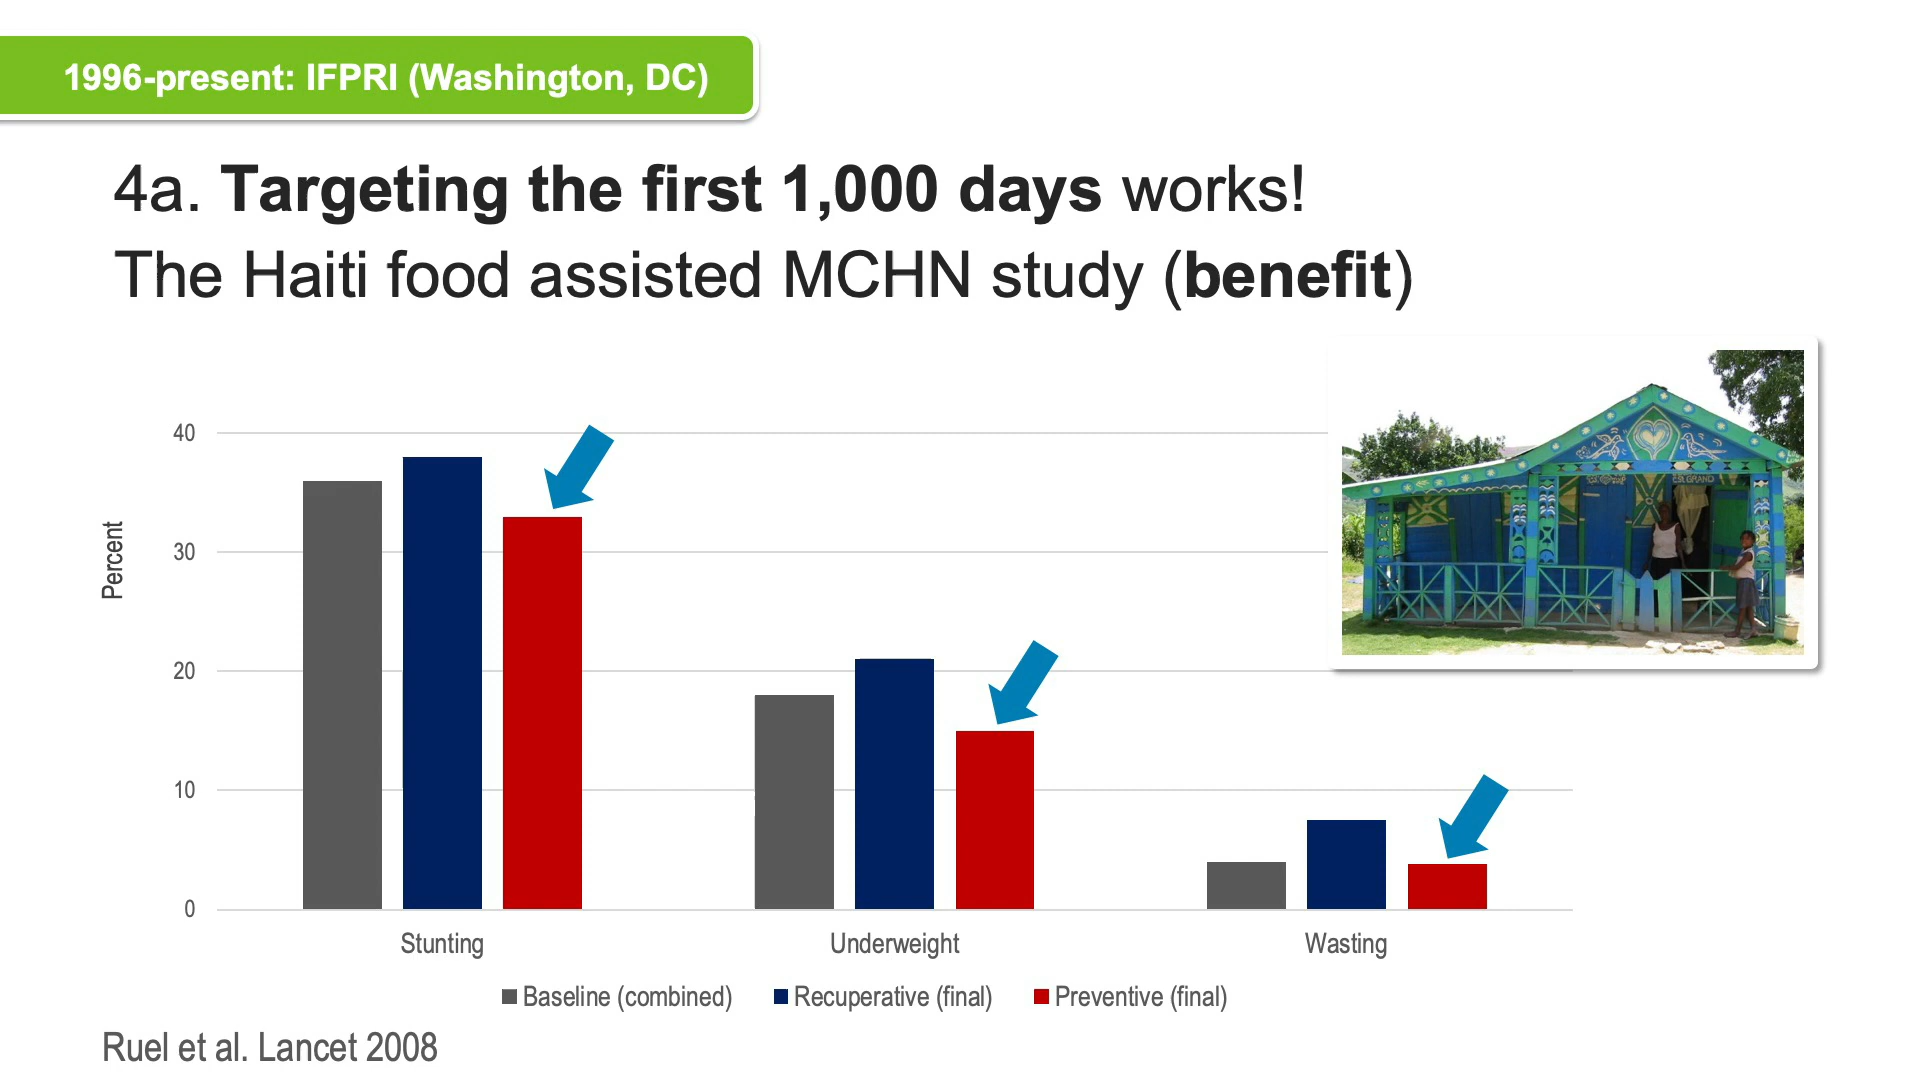 1996-present: IFPRI (Washington, DC)
4a. Targeting the first 1,000 days works!
The Haiti food assisted MCHN study (benefit)
40
30
20
10
0
Percent
Stunting
Underweight
Wasting
Baseline (combined)
Recuperative (final)
Preventive (final)
Ruel et al. Lancet 2008